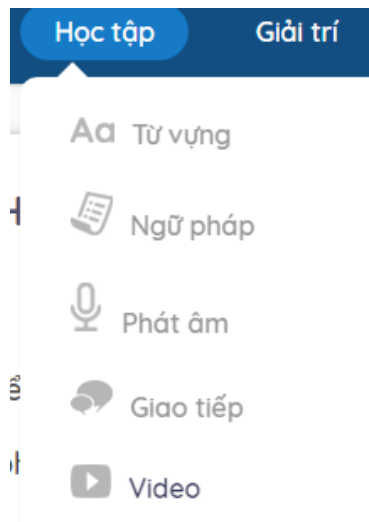 Học tập Giải trí
Aa Từ vựng
Ngữ pháp
Phát âm
Giao tiếp
Video